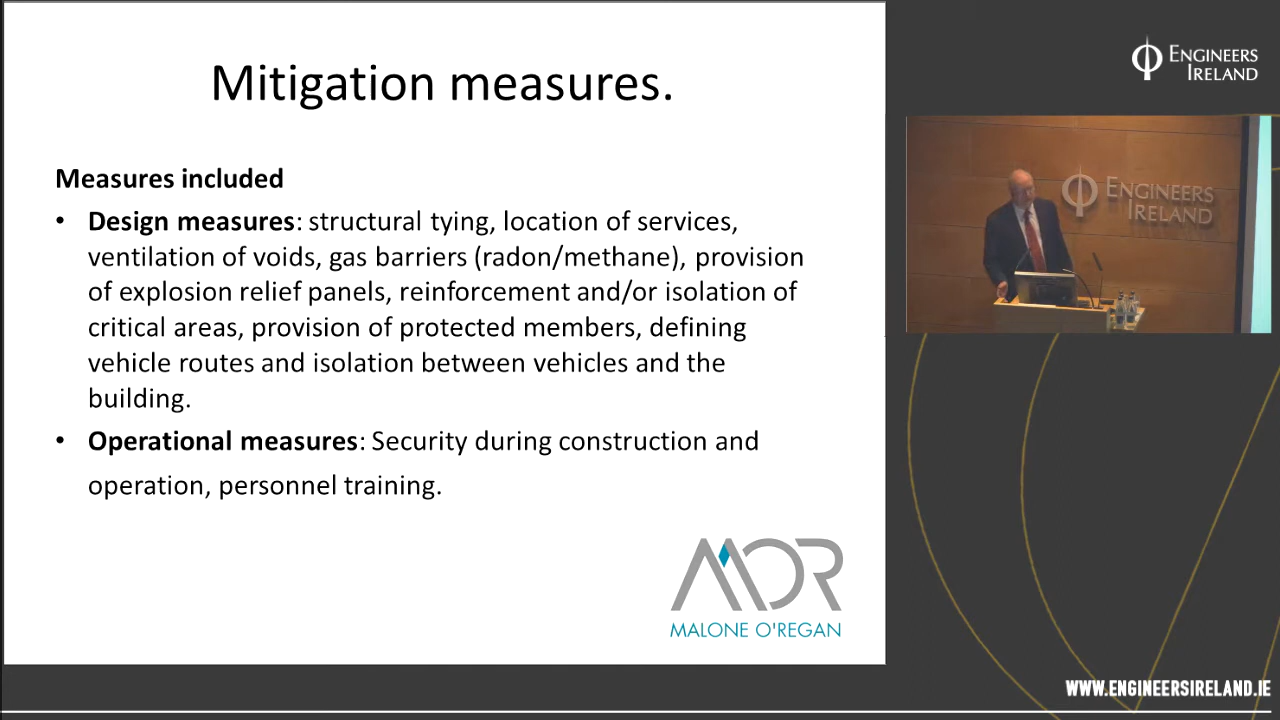 Mitigation measures.
Measures included
• Design measures: structural tying, location of services,
ventilation of voids, gas barriers (radon/methane), provision
of explosion relief panels, reinforcement and/or isolation of
critical areas, provision of protected members, defining
vehicle routes and isolation between vehicles and the
building.
• Operational measures: Security during construction and
operation, personnel training.
MOR
MALONE O'REGAN
ENGINEERS
IRELAND
ENGINEERS
IRELAND
WWW.ENGINEERSIRELAND.IE